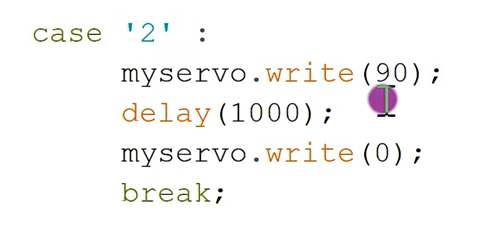 case '2' :
myservo.write(90);
delay(1000);
myservo.write(0);
break;